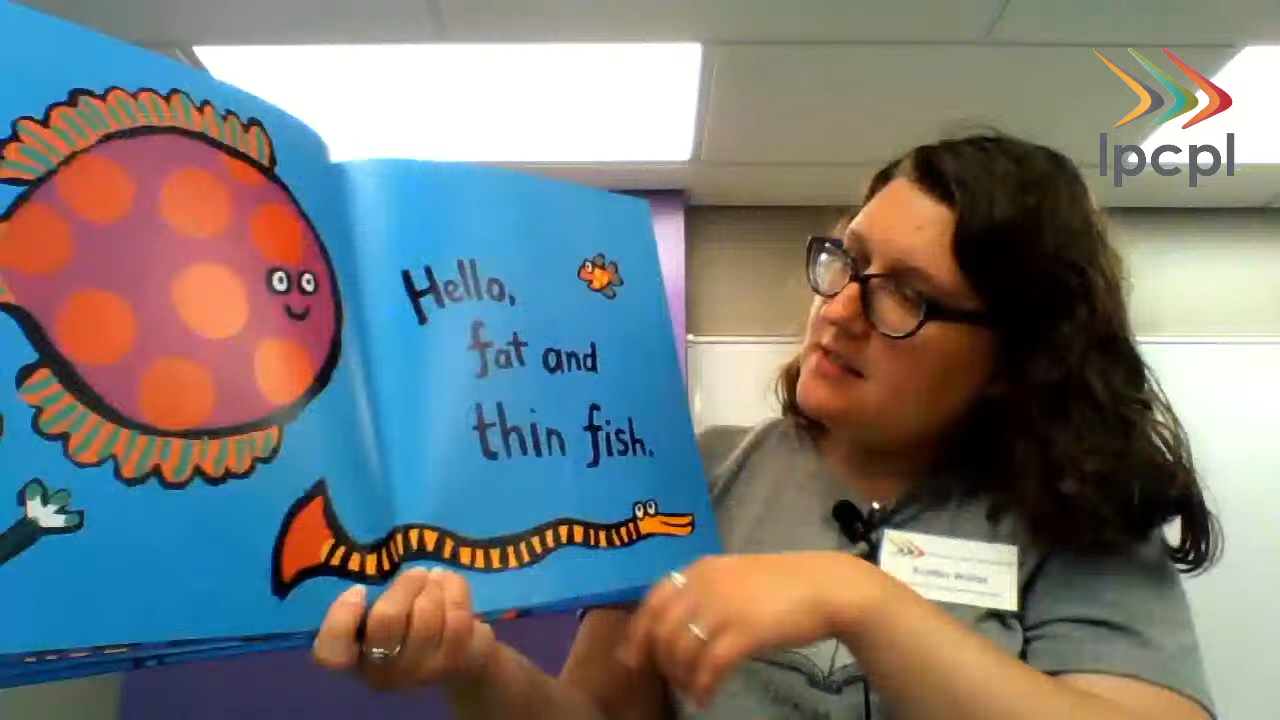 lpcpl
Hello,
fat and
thin fish.